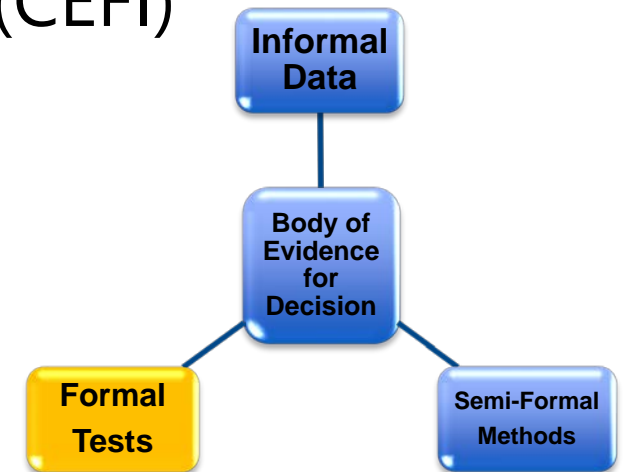 (CEFI)
Informal
Data
Body of
Evidence
for
Decision
Formal
Tests
Semi-Formal
Methods